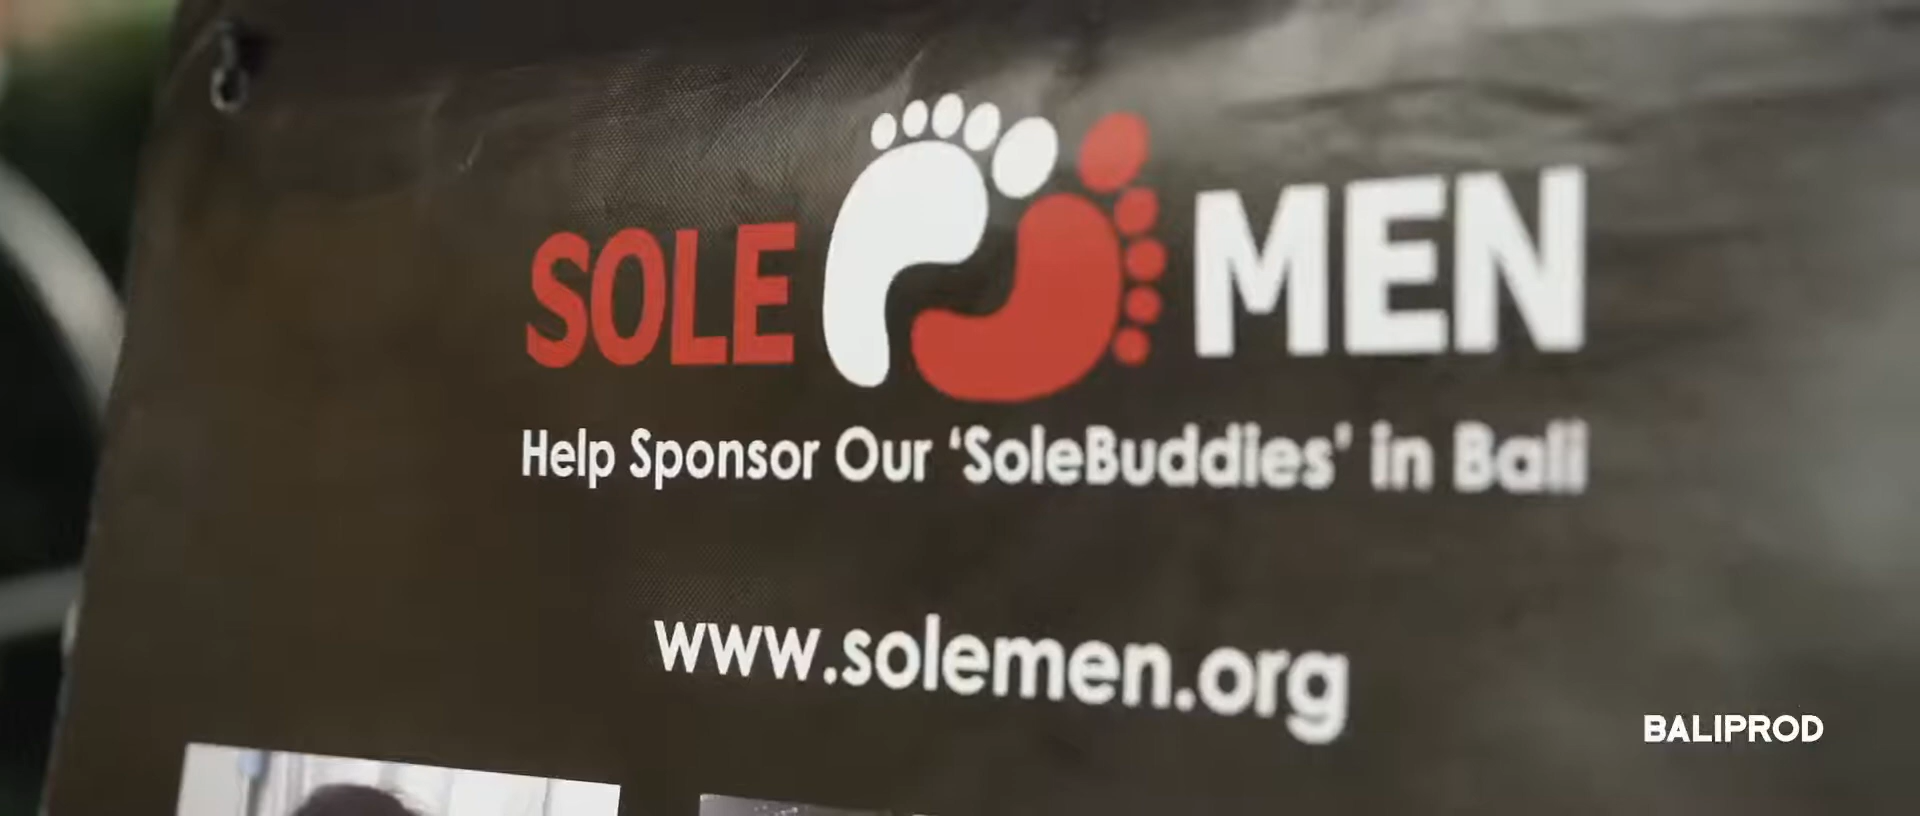 SOLE MEN
Help Sponsor Our ‘SoleBuddies’ in Bali
www.solemen.org
BALIPROD